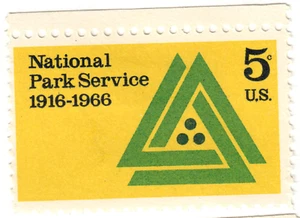 National
Park Service
1916-1966
5c
U.S.